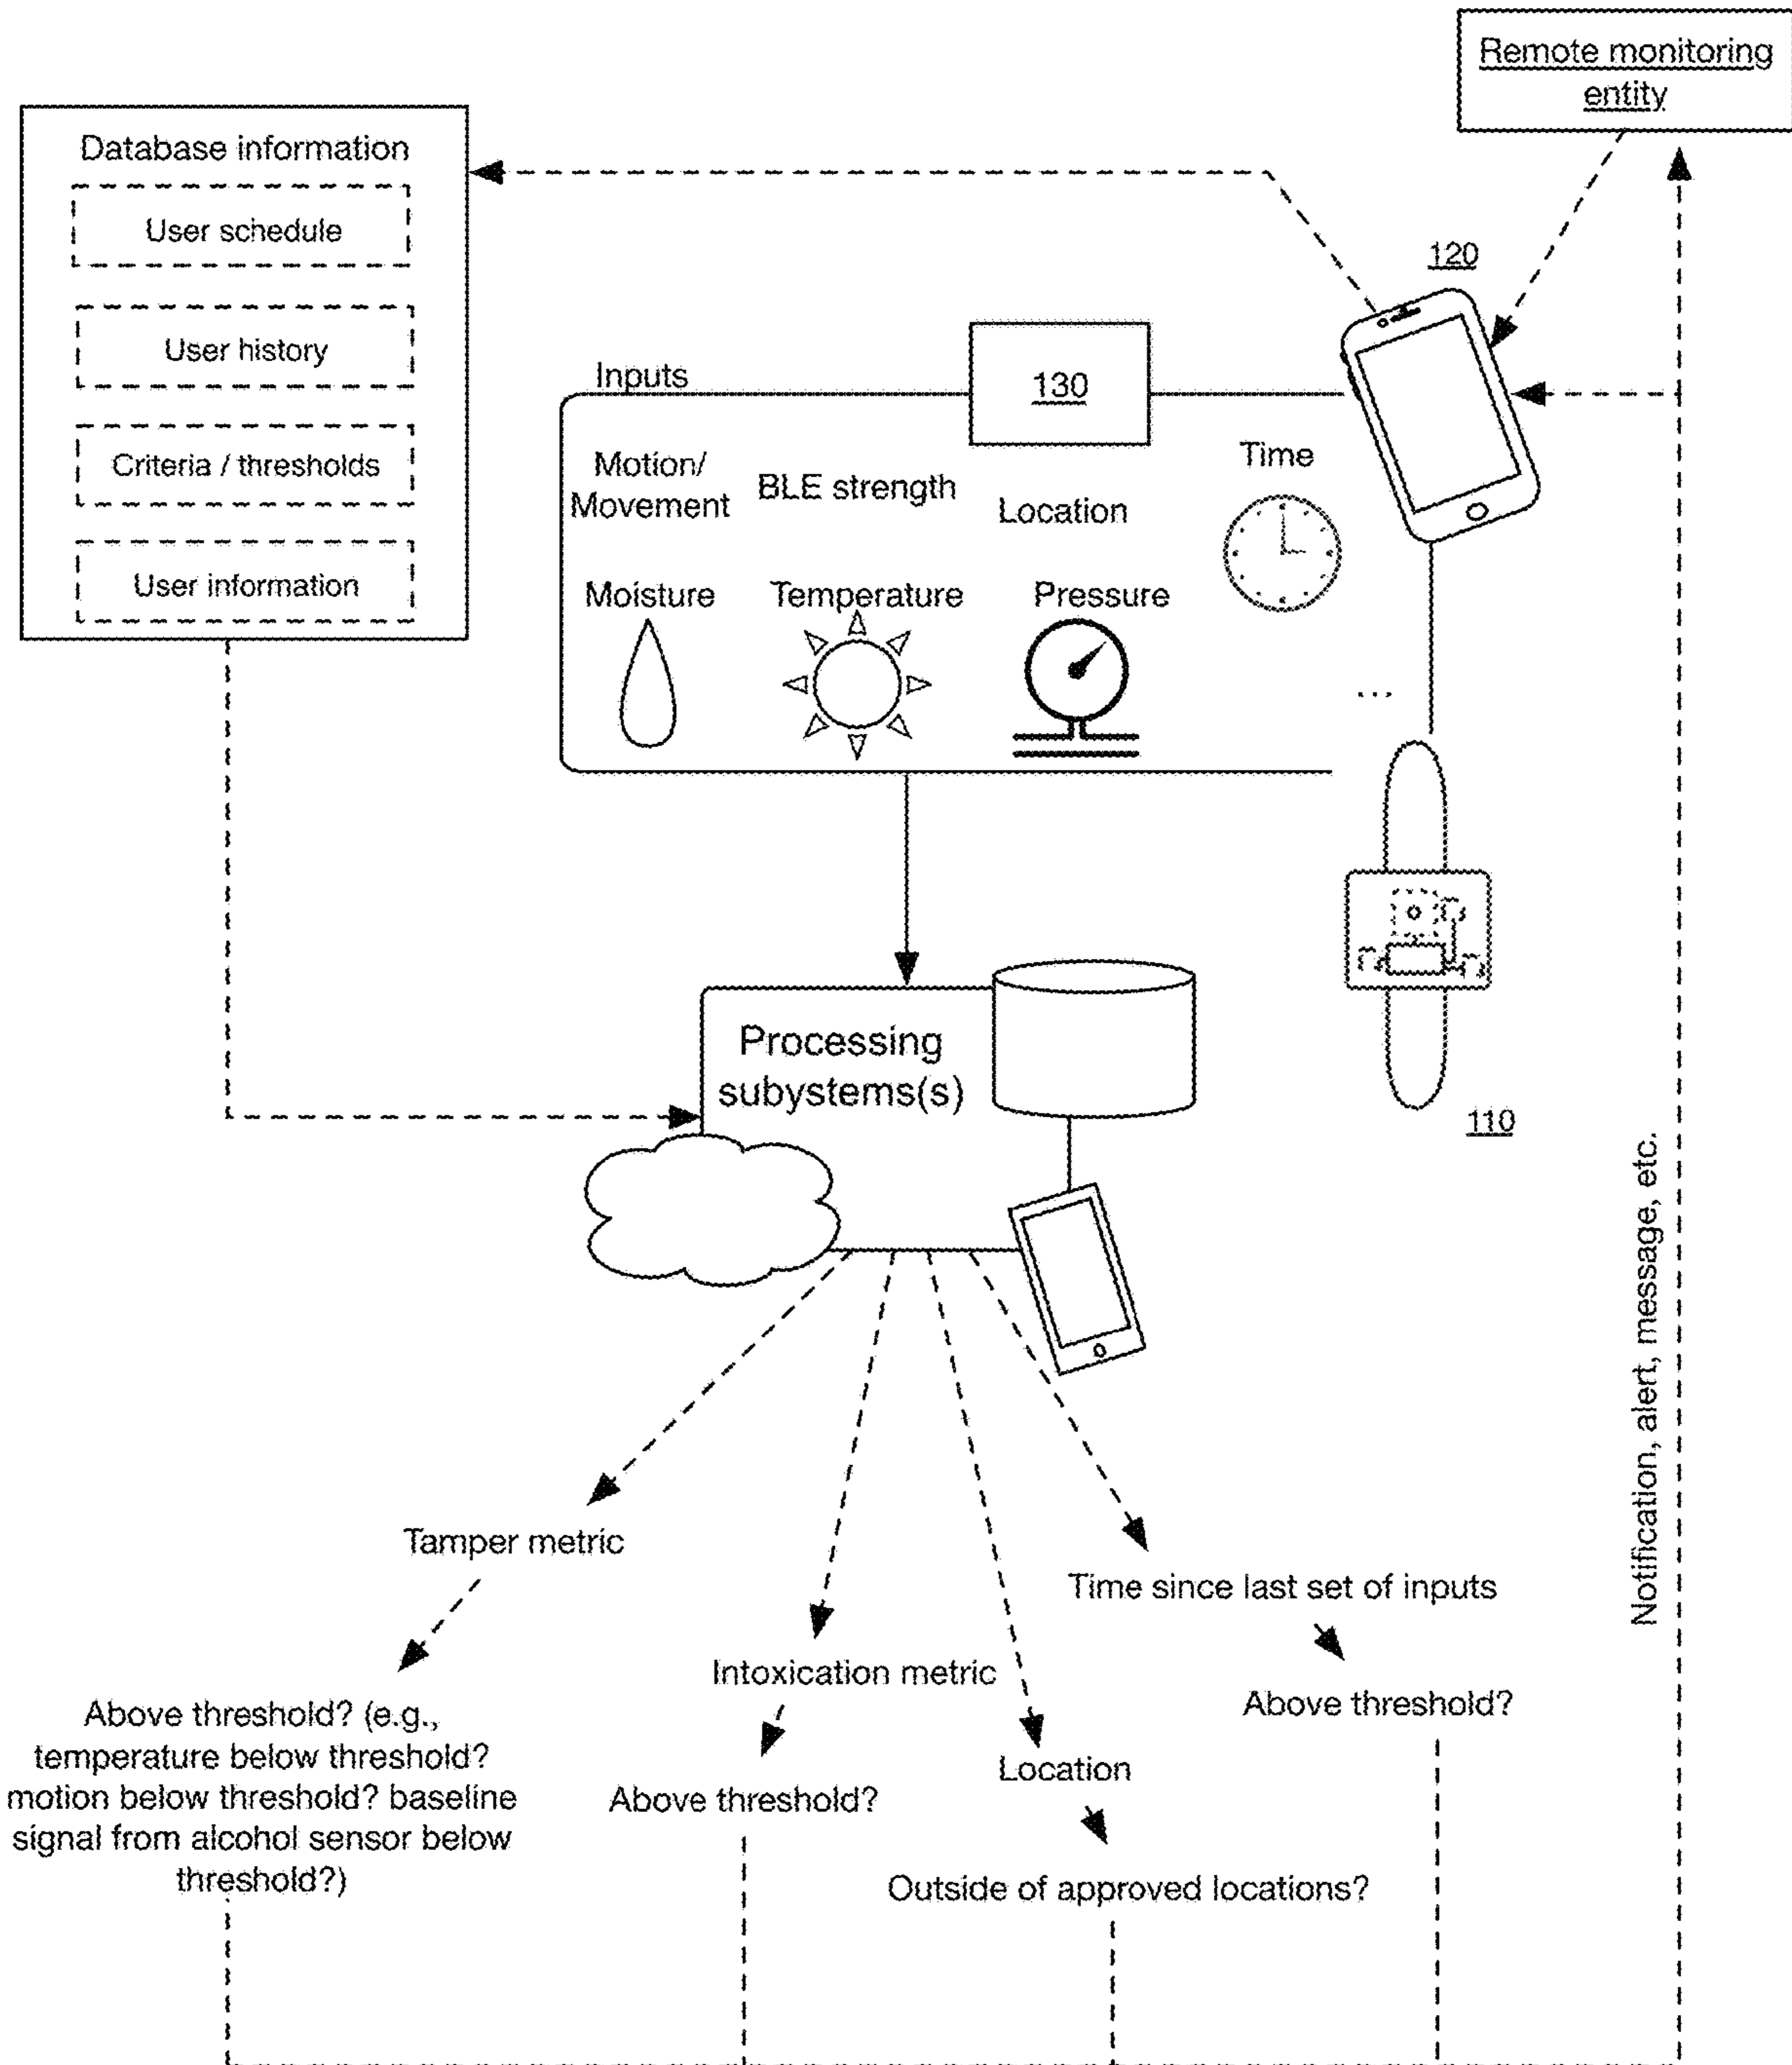 Remote monitoring
entity
Database information
User schedule
User history
Criteria / thresholds
User information
120
Inputs
130
Motion/
Movement
BLE strength
Location
Time
Moisture
Temperature
Pressure
...
Processing
subystems(s)
110
Notification, alert, message, etc.
Tamper metric
Above threshold? (e.g.,
temperature below threshold?
motion below threshold? baseline
signal from alcohol sensor below
threshold?)
Intoxication metric
Above threshold?
Location
Outside of approved locations?
Time since last set of inputs
Above threshold?